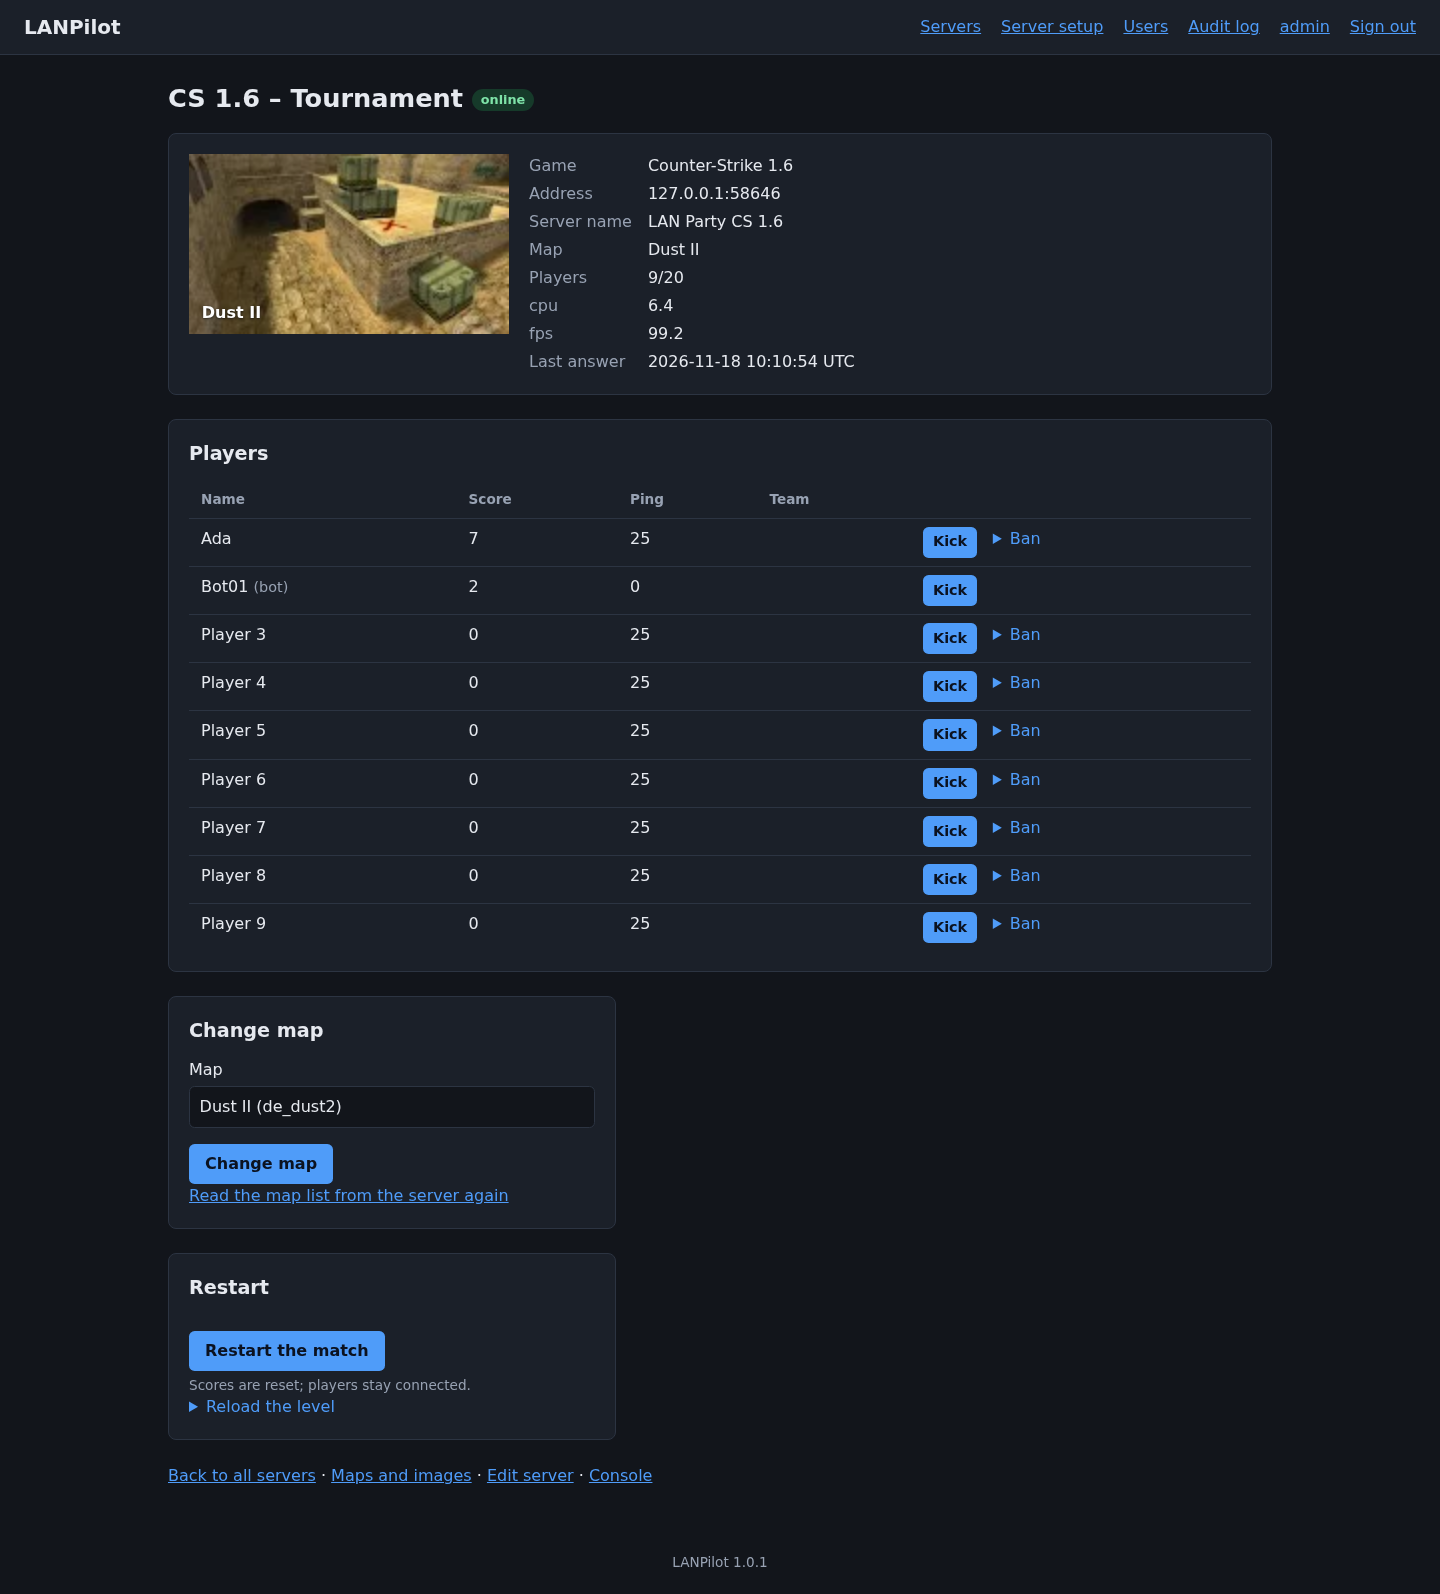 LANPilot
Servers Server setup Users Audit log admin Sign out
CS 1.6 – Tournament online
Dust II
Game Counter-Strike 1.6
Address 127.0.0.1:58646
Server name LAN Party CS 1.6
Map Dust II
Players 9/20
cpu 6.4
fps 99.2
Last answer 2026-11-18 10:10:54 UTC
Players
Name Score Ping Team
Ada 7 25 Kick Ban
Bot01 (bot) 2 0 Kick
Player 3 0 25 Kick Ban
Player 4 0 25 Kick Ban
Player 5 0 25 Kick Ban
Player 6 0 25 Kick Ban
Player 7 0 25 Kick Ban
Player 8 0 25 Kick Ban
Player 9 0 25 Kick Ban
Change map
Map
Dust II (de_dust2)
Change map
Read the map list from the server again
Restart
Restart the match
Scores are reset; players stay connected.
Reload the level
Back to all servers · Maps and images · Edit server · Console
LANPilot 1.0.1